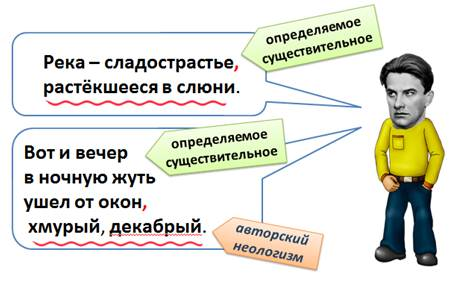 определяемое
существительное
Река – сладострастье,
растёкшееся в слюни.
определяемое
существительное
Вот и вечер
в ночную жуть
ушел от окон,
хмурый, декабрый.
авторский
неологизм